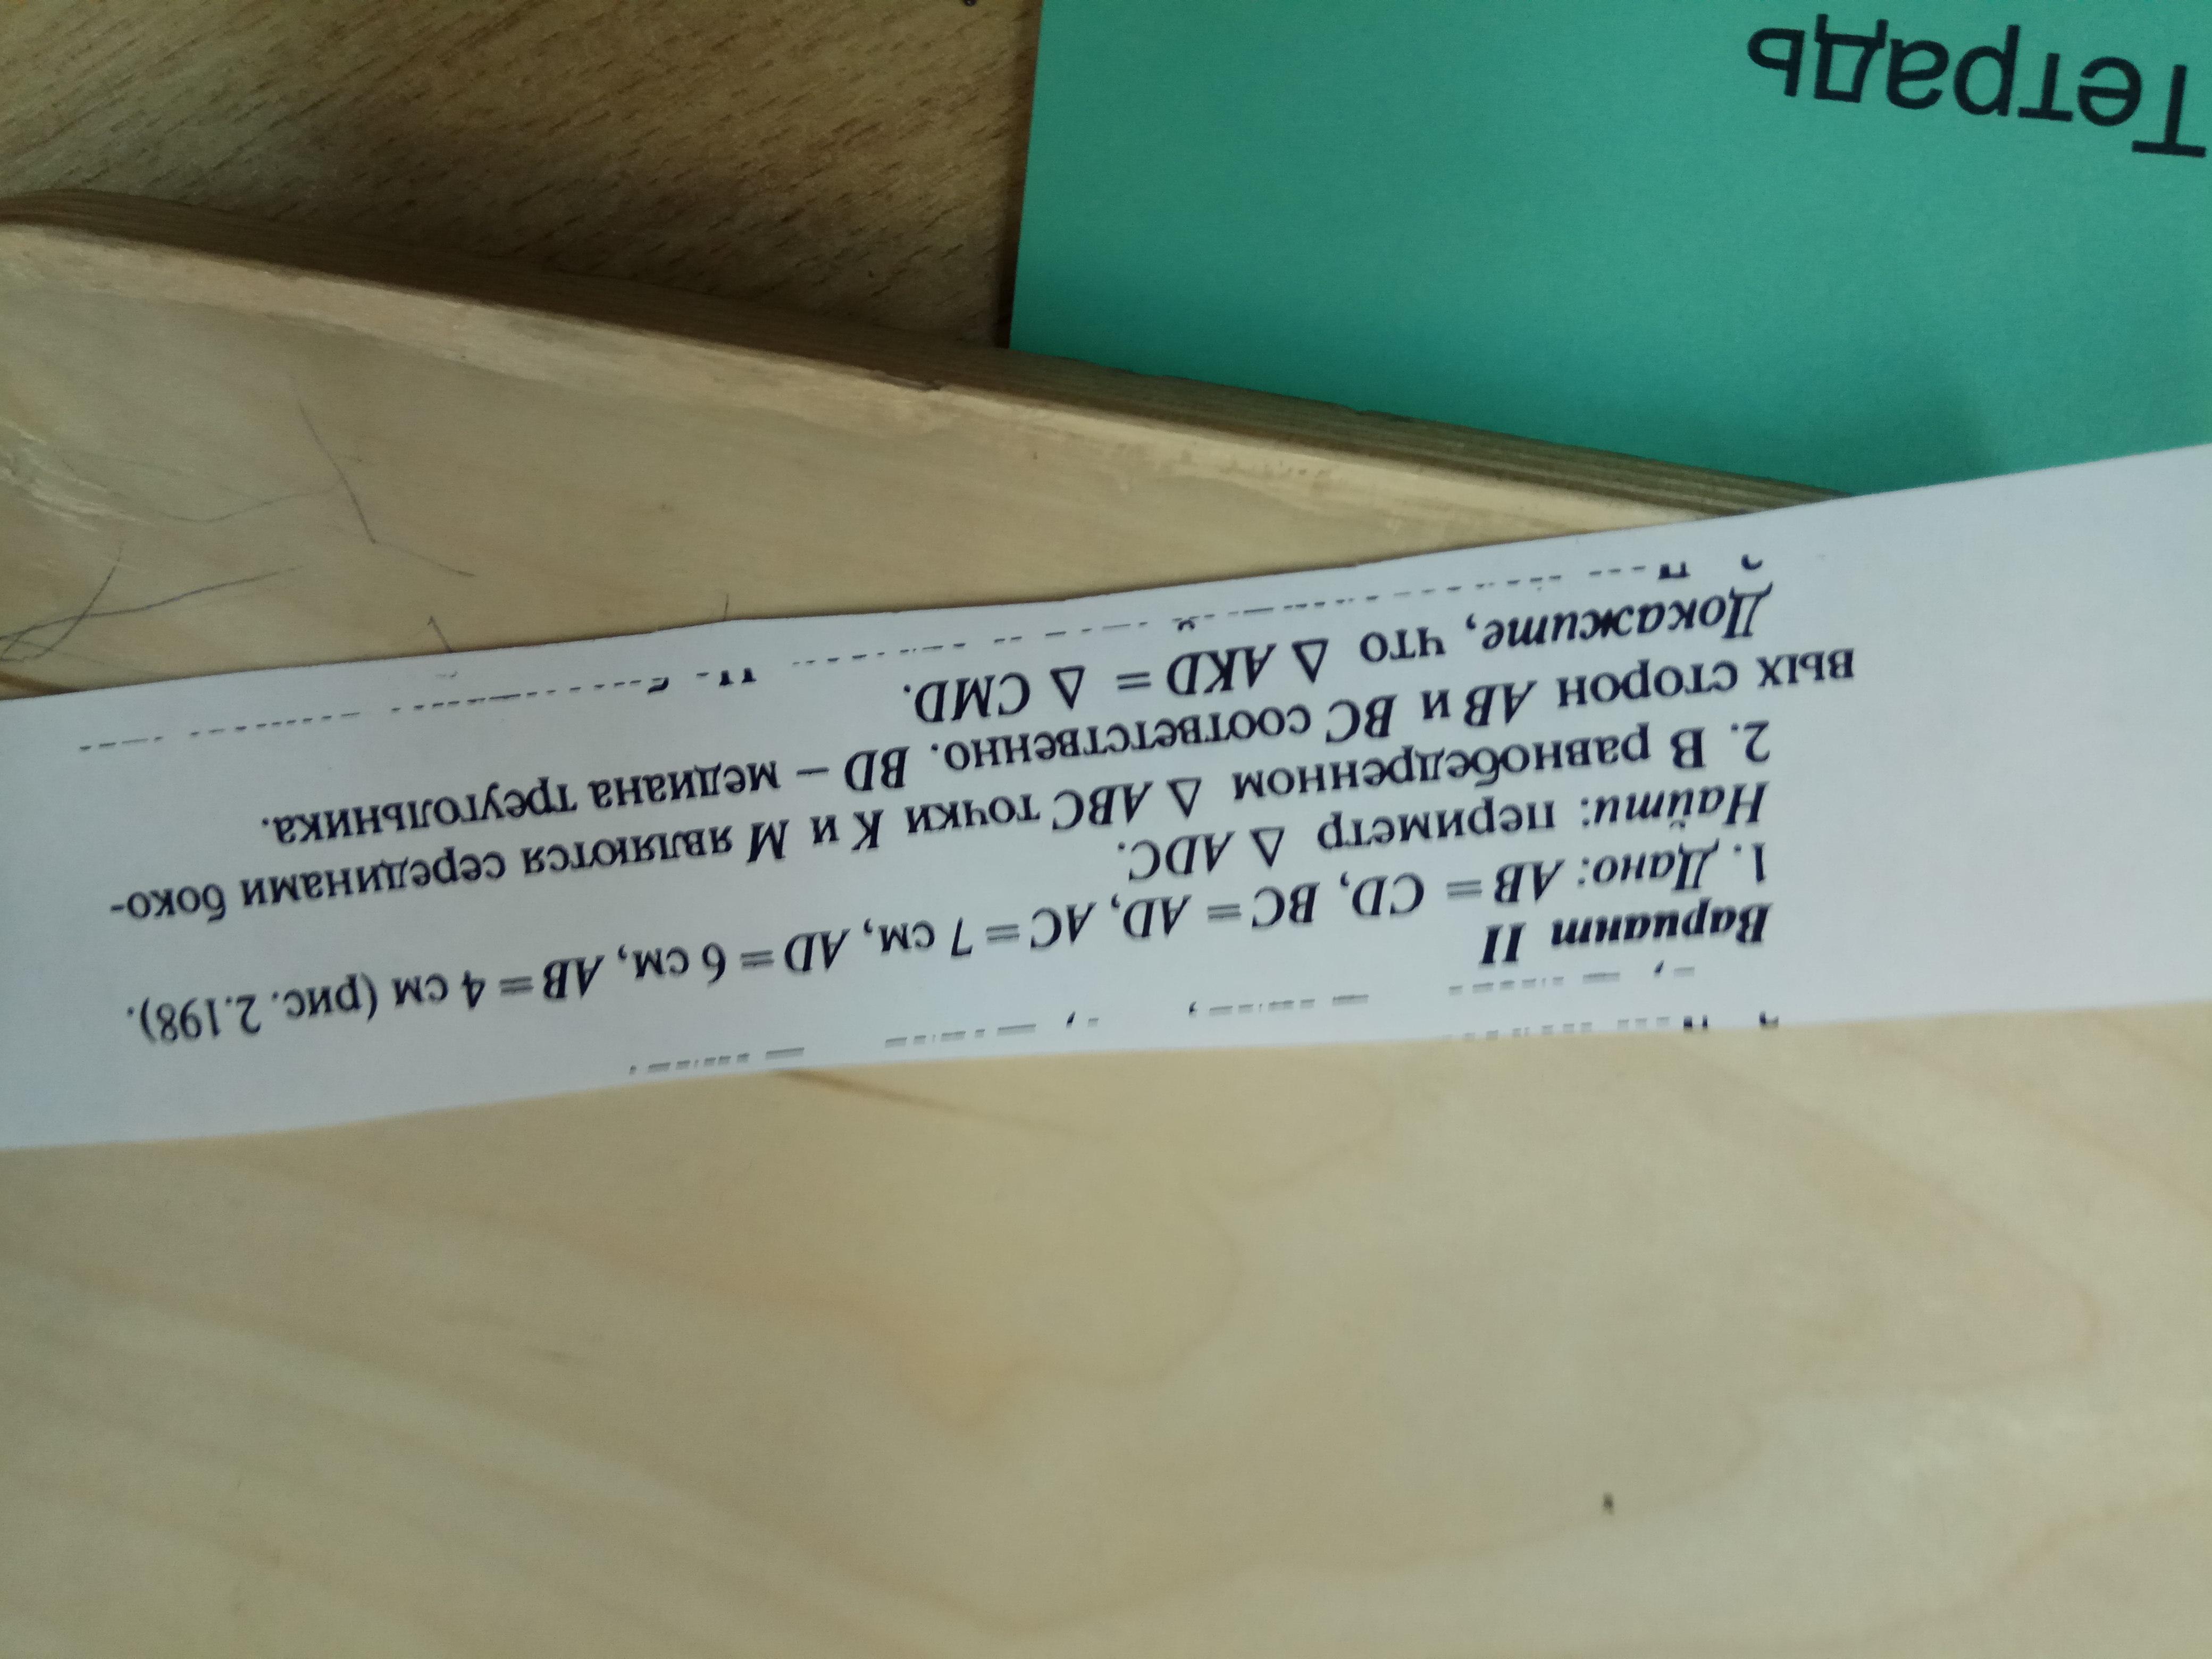 Вариант II
1. Дано: AB = CD, BC = AD, AC = 7 см, AD = 6 см, AB = 4 см (рис. 2.198).
Найти: периметр △ ADC.
2. В равнобедренном △ ABC точки K и M являются серединами боко-
вых сторон AB и BC соответственно. BD – медиана треугольника.
Докажите, что △ AKD = △ CMD.
Тетрадь